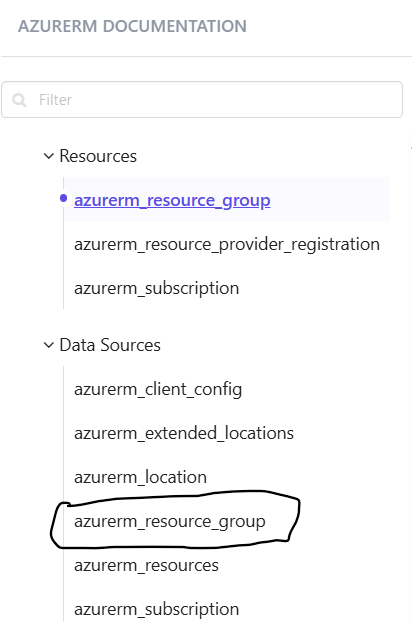 AZURERM DOCUMENTATION
Filter
Resources
azurerm_resource_group
azurerm_resource_provider_registration
azurerm_subscription
Data Sources
azurerm_client_config
azurerm_extended_locations
azurerm_location
azurerm_resource_group
azurerm_resources
azurerm_subscription